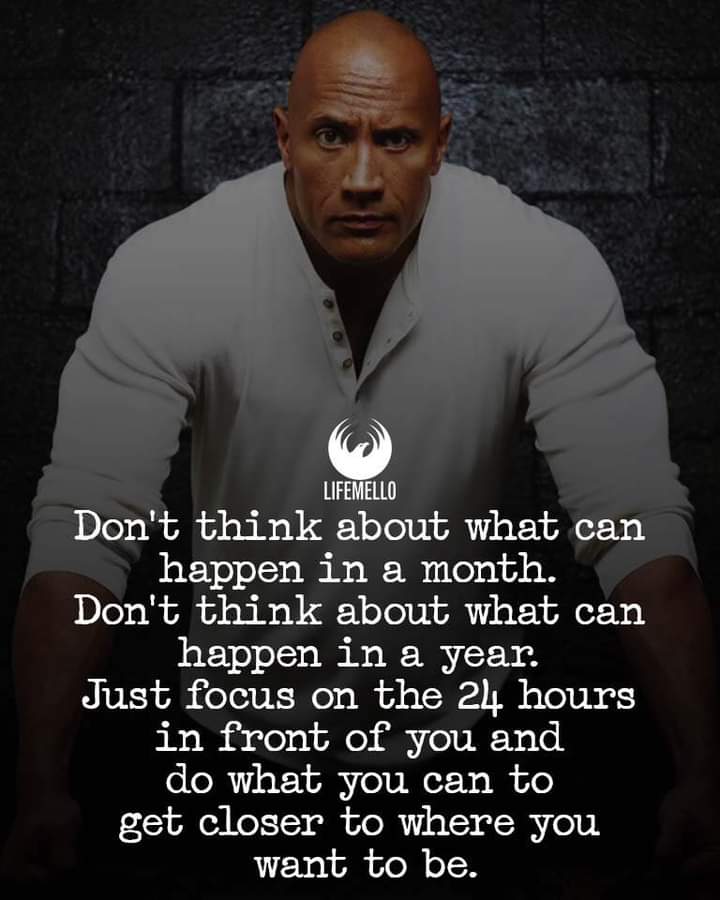 LIFEMELLO
Don't think about what can
happen in a month.
Don't think about what can
happen in a year.
Just focus on the 24 hours
in front of you and
do what you can to
get closer to where you
want to be.